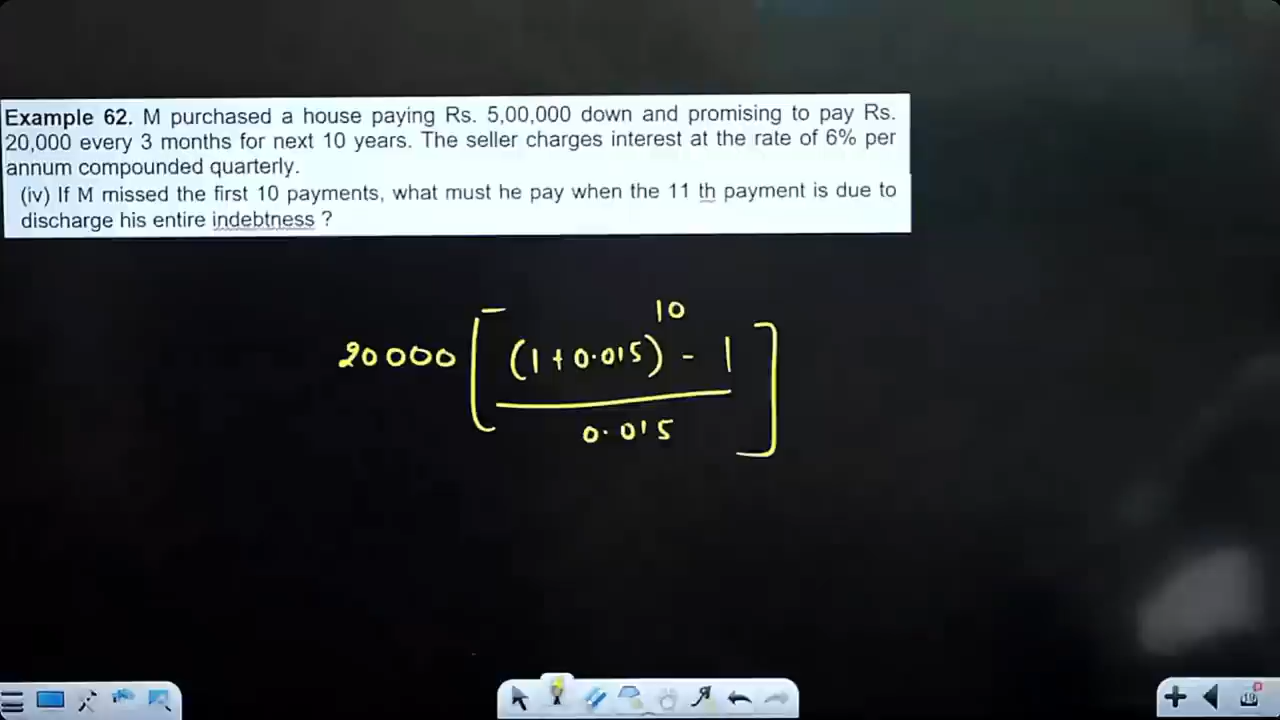 Example 62. M purchased a house paying Rs. 5,00,000 down and promising to pay Rs.
20,000 every 3 months for next 10 years. The seller charges interest at the rate of 6% per
annum compounded quarterly.
(iv) If M missed the first 10 payments, what must he pay when the 11 th payment is due to
discharge his entire indebtness ?
20000 [ (1 + 0.015)^10 - 1 ]
0.015